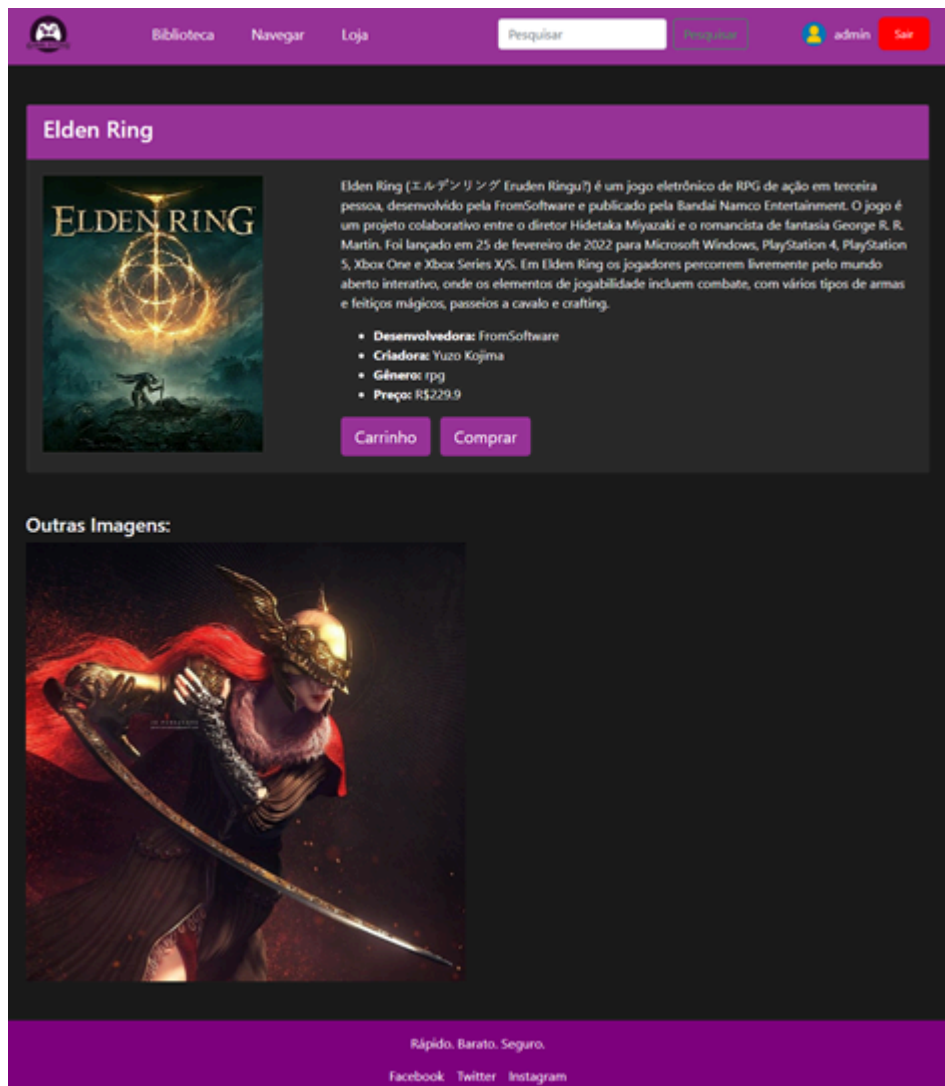 Biblioteca Navegar Loja Pesquisar Pesquisar admin Sair
Elden Ring
ELDEN RING
Elden Ring (エルデンリング Eruden Ringu?) é um jogo eletrônico de RPG de ação em terceira
pessoa, desenvolvido pela FromSoftware e publicado pela Bandai Namco Entertainment. O jogo é
um projeto colaborativo entre o diretor Hidetaka Miyazaki e o romancista de fantasia George R. R.
Martin. Foi lançado em 25 de fevereiro de 2022 para Microsoft Windows, PlayStation 4, PlayStation
5, Xbox One e Xbox Series X/S. Em Elden Ring os jogadores percorrem livremente pelo mundo
aberto interativo, onde os elementos de jogabilidade incluem combate, com vários tipos de armas
e feitiços mágicos, passeios a cavalo e crafting.
• Desenvolvedora: FromSoftware
• Criadora: Yuzo Kojima
• Gênero: rpg
• Preço: R$229.9
Carrinho Comprar
Outras Imagens:
Rápido. Barato. Seguro.
Facebook Twitter Instagram